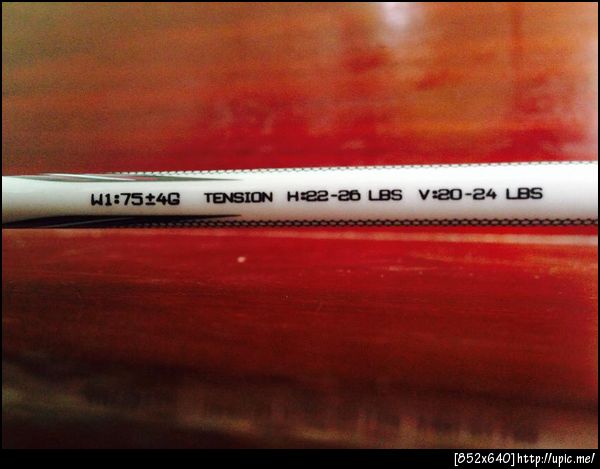 W1:75±4G TENSION H:22-26 LBS V:20-24 LBS
[852x640]http://upic.me/